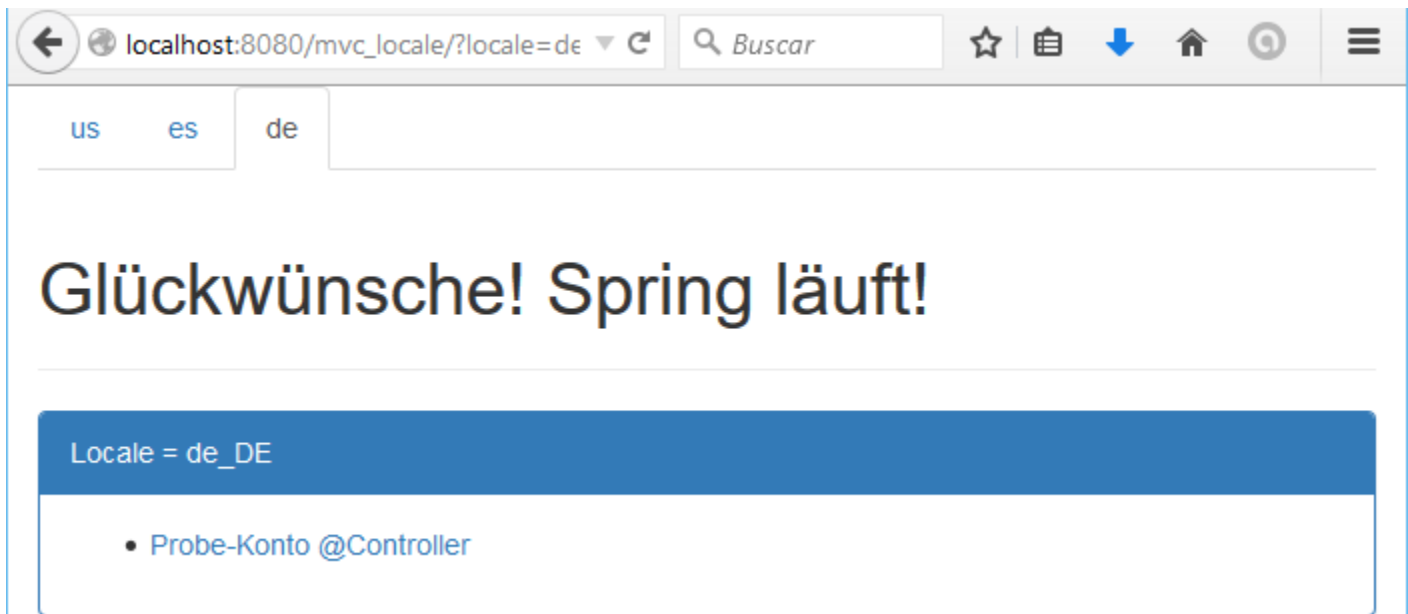 localhost:8080/mvc_locale/?locale=de
Buscar
us es de
Glückwünsche! Spring läuft!
Locale = de_DE
Probe-Konto @Controller